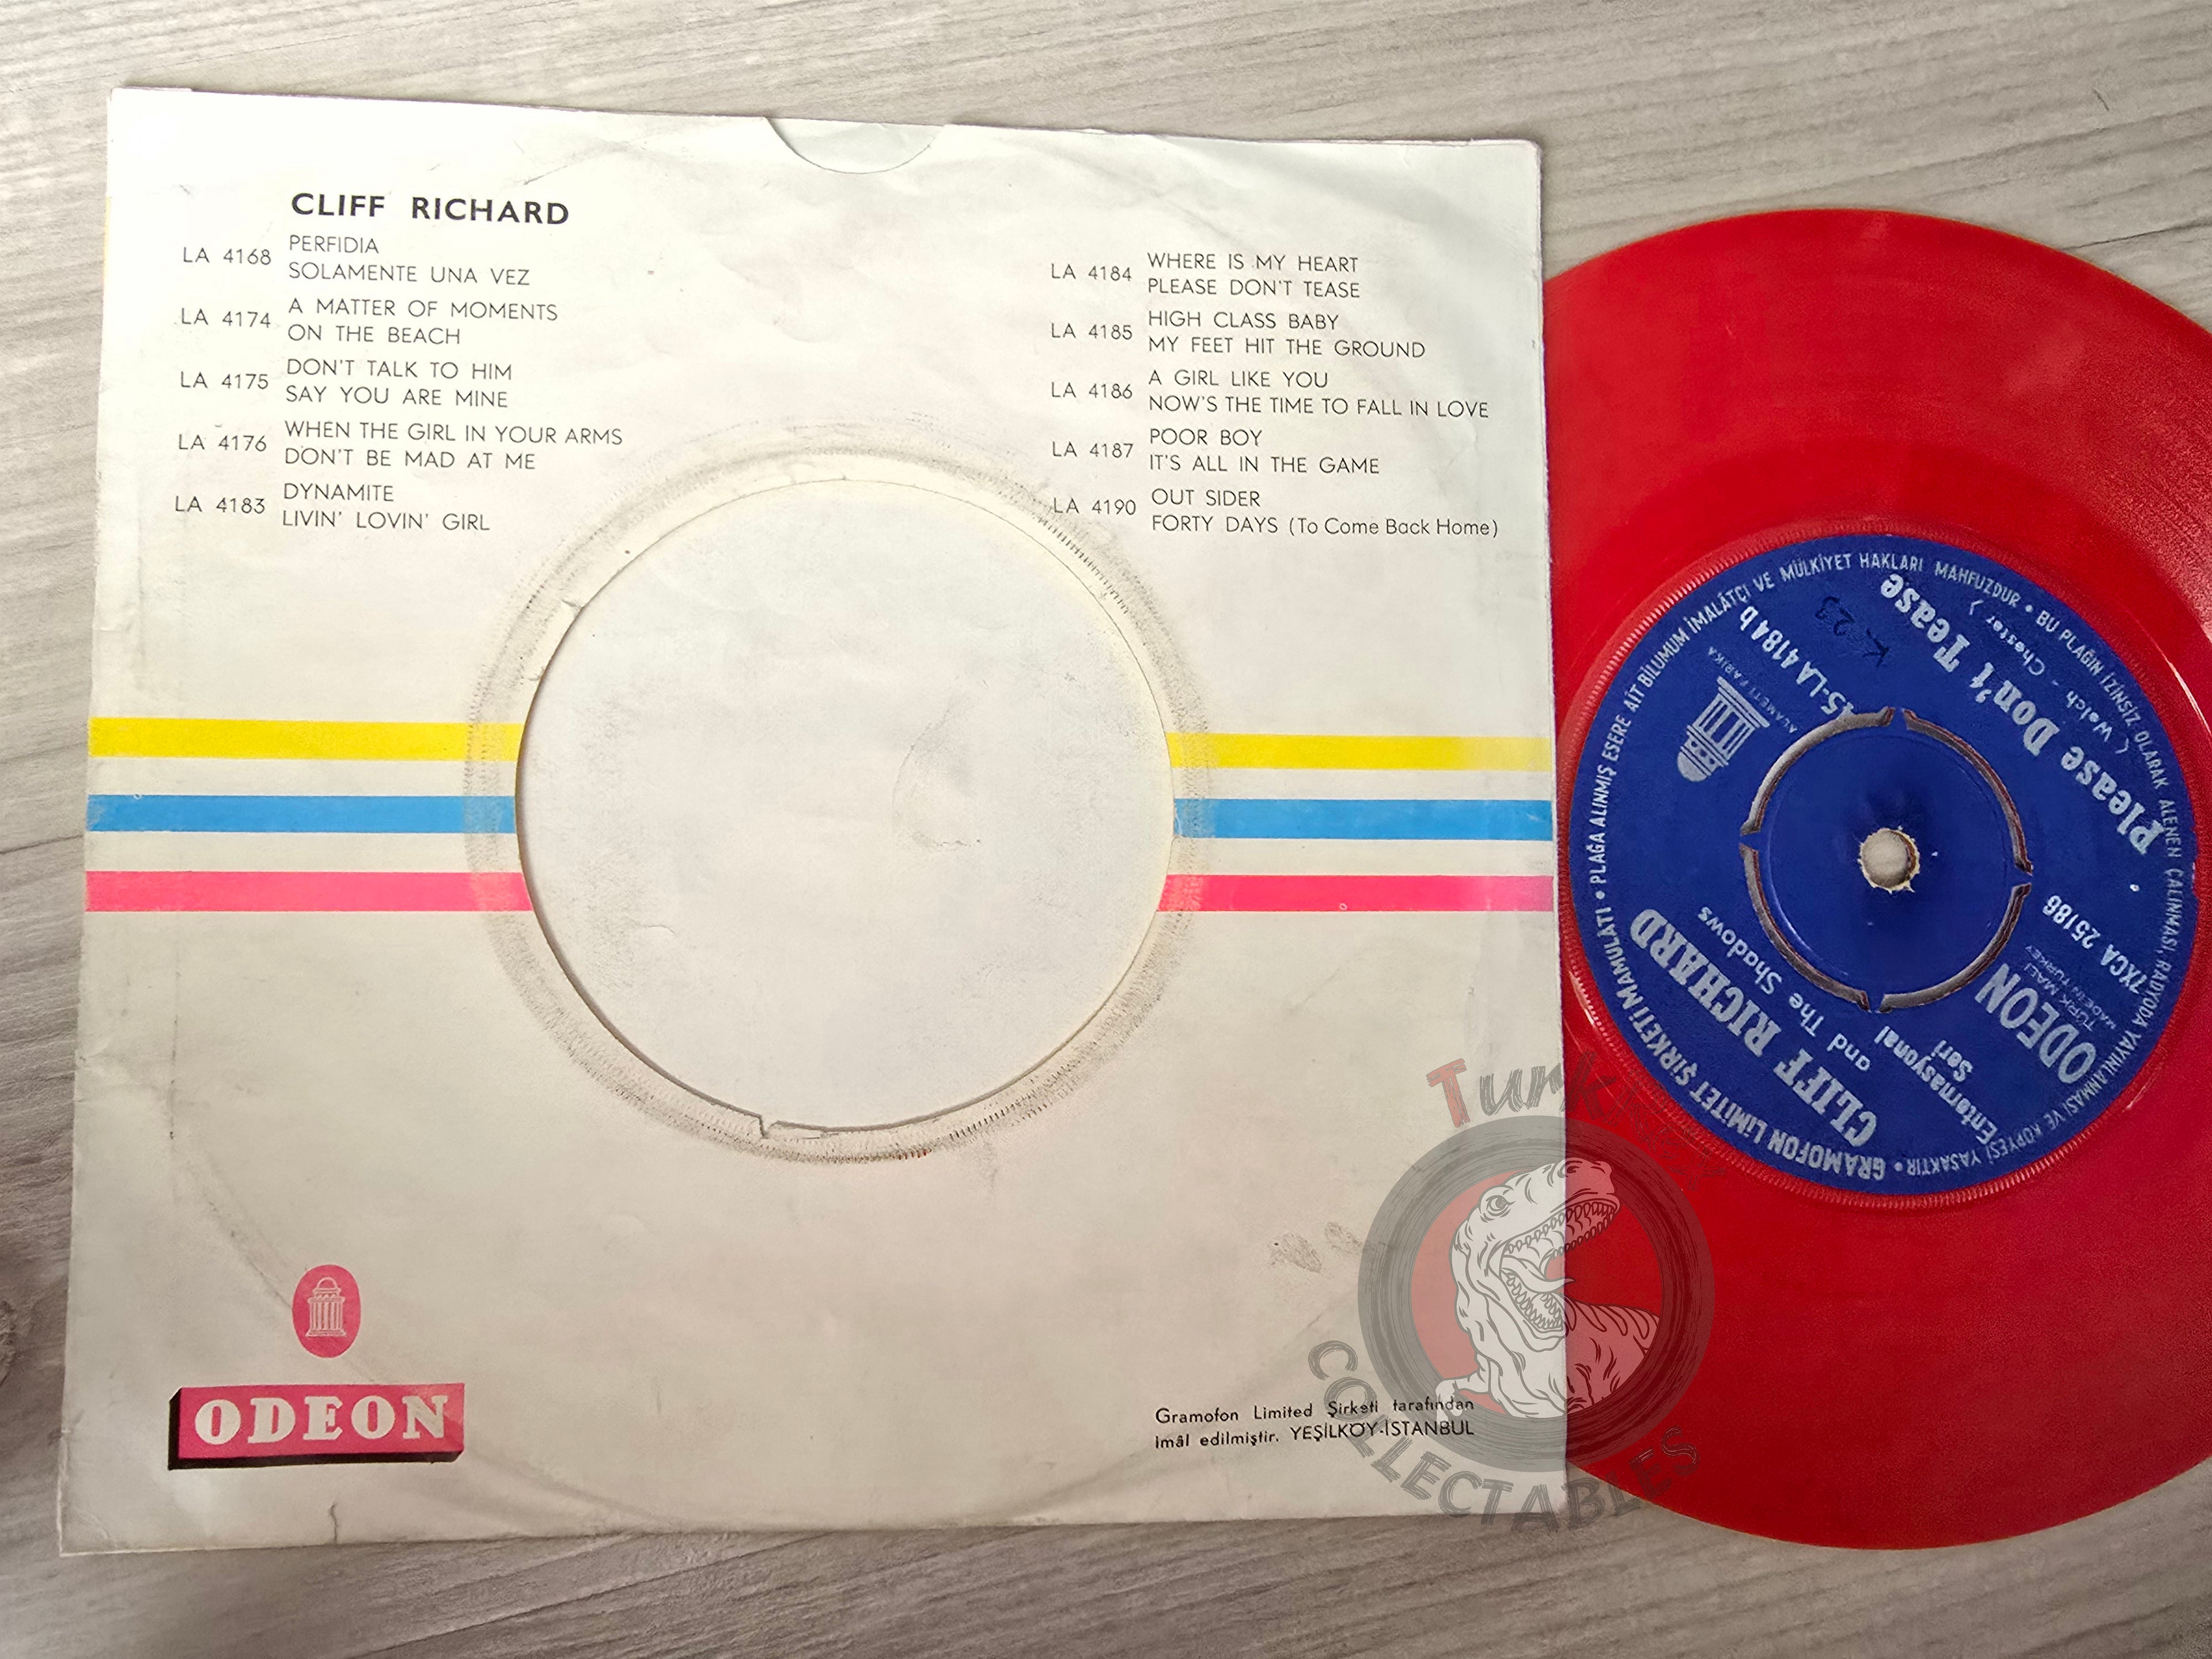 CLIFF RICHARD
LA 4168
PERFIDIA
SOLAMENTE UNA VEZ
LA 4174
A MATTER OF MOMENTS
ON THE BEACH
LA 4175
DON'T TALK TO HIM
SAY YOU ARE MINE
LA 4176
WHEN THE GIRL IN YOUR ARMS
DON'T BE MAD AT ME
LA 4183
DYNAMITE
LIVIN' LOVIN' GIRL
LA 4184
WHERE IS MY HEART
PLEASE DON'T TEASE
LA 4185
HIGH CLASS BABY
MY FEET HIT THE GROUND
LA 4186
A GIRL LIKE YOU
NOW'S THE TIME TO FALL IN LOVE
LA 4187
POOR BOY
IT'S ALL IN THE GAME
LA 4190
OUT SIDER
FORTY DAYS (To Come Back Home)
ODEON
Gramofon Limited Şirketi tarafından
imâl edilmiştir. YEŞİLKÖY-İSTANBUL
GRAMOFON LİMİTET ŞİRKETİ MAMULATI • PLAĞA ALINMIŞ ESERE AİT BİLUMUM İMALÂTÇI VE MÜLKİYET HAKLARI MAHFUZDUR • BU PLAĞIN İZİNSİZ OLARAK ALENEN ÇALINMASI, RADYODA YAYINLANMASI VE KOPYESİ YASAKTIR •
ODEON
TÜRK MALI
MADE IN TURKEY
Enternasyonal
Seri
7XCA 25186
ALAMETİ FARİKA
45-LA 4184 b
Please Don't Tease
( Welch - Chester )
CLIFF RICHARD
and The Shadows
Turkish
COLLECTABLES